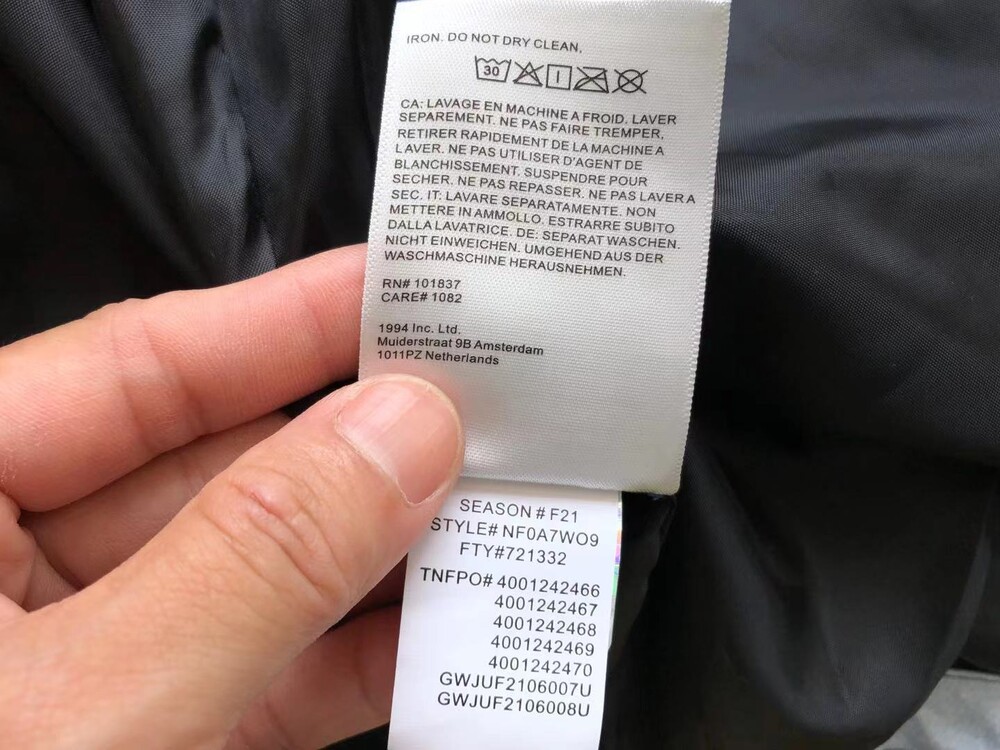 IRON. DO NOT DRY CLEAN,
30
CA: LAVAGE EN MACHINE A FROID. LAVER
SEPAREMENT. NE PAS FAIRE TREMPER,
RETIRER RAPIDEMENT DE LA MACHINE A
LAVER. NE PAS UTILISER D'AGENT DE
BLANCHISSEMENT. SUSPENDRE POUR
SECHER. NE PAS REPASSER. NE PAS LAVER A
SEC. IT: LAVARE SEPARATAMENTE. NON
METTERE IN AMMOLLO. ESTRARRE SUBITO
DALLA LAVATRICE. DE: SEPARAT WASCHEN.
NICHT EINWEICHEN. UMGEHEND AUS DER
WASCHMASCHINE HERAUSNEHMEN.
RN# 101837
CARE# 1082
1994 Inc. Ltd.
Muiderstraat 9B Amsterdam
1011PZ Netherlands
SEASON # F21
STYLE# NF0A7WO9
FTY#721332
TNFPO# 4001242466
4001242467
4001242468
4001242469
4001242470
GWJUF2106007U
GWJUF2106008U